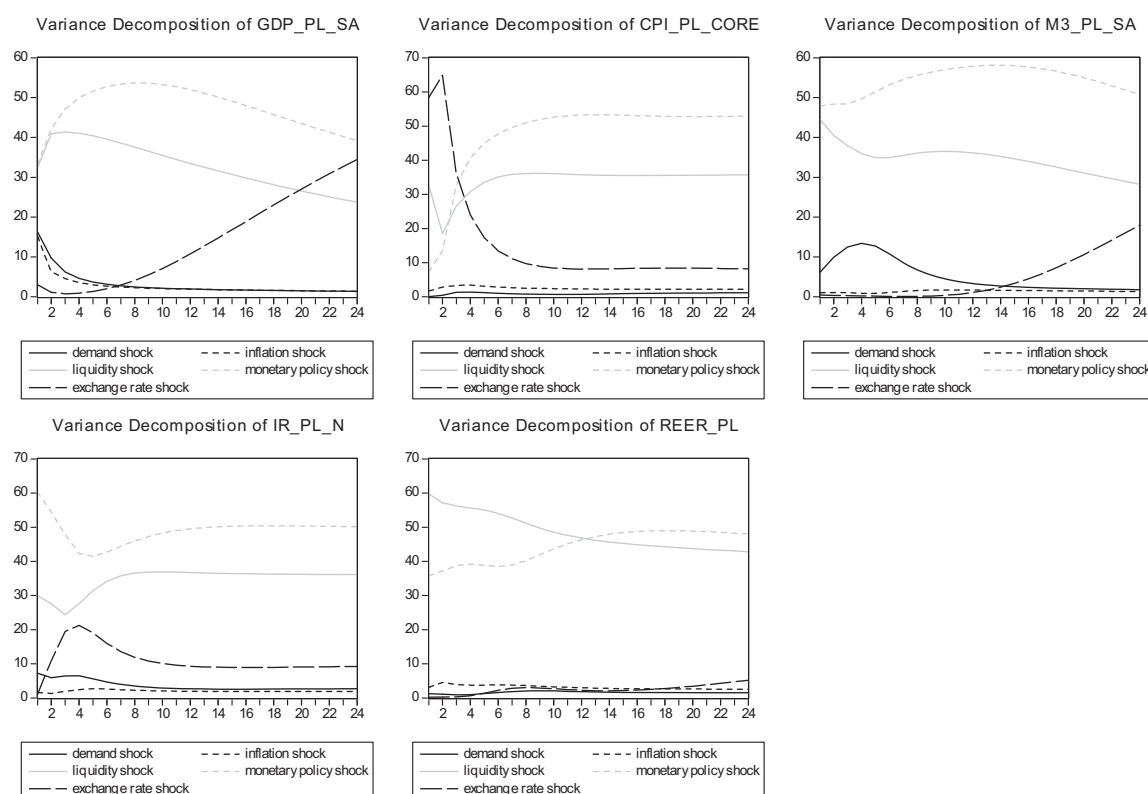 Variance Decomposition of GDP_PL_SA
60
50
40
30
20
10
0
2 4 6 8 10 12 14 16 18 20 22 24
demand shock inflation shock
liquidity shock monetary policy shock
exchange rate shock
Variance Decomposition of CPI_PL_CORE
70
60
50
40
30
20
10
0
2 4 6 8 10 12 14 16 18 20 22 24
demand shock inflation shock
liquidity shock monetary policy shock
exchange rate shock
Variance Decomposition of M3_PL_SA
60
50
40
30
20
10
0
2 4 6 8 10 12 14 16 18 20 22 24
demand shock inflation shock
liquidity shock monetary policy shock
exchange rate shock
Variance Decomposition of IR_PL_N
70
60
50
40
30
20
10
0
2 4 6 8 10 12 14 16 18 20 22 24
demand shock inflation shock
liquidity shock monetary policy shock
exchange rate shock
Variance Decomposition of REER_PL
70
60
50
40
30
20
10
0
2 4 6 8 10 12 14 16 18 20 22 24
demand shock inflation shock
liquidity shock monetary policy shock
exchange rate shock